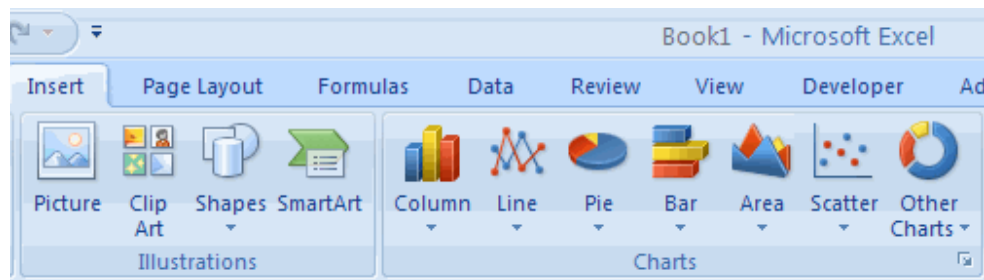 Book1 - Microsoft Excel
Insert Page Layout Formulas Data Review View Developer Ad
Picture Clip Art Shapes SmartArt Column Line Pie Bar Area Scatter Other Charts
Illustrations Charts